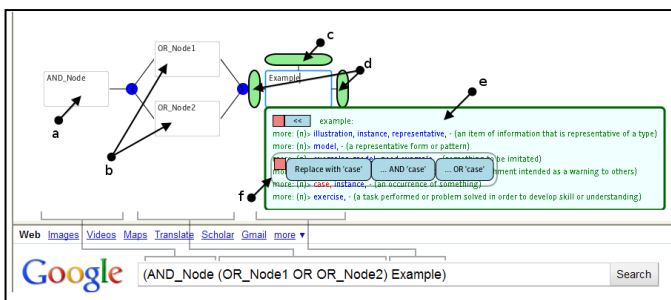 c
OR_Node1
d
AND_Node
Example
e
OR_Node2
a
<< example:
more: (n)> illustration, instance, representative, - (an item of information that is representative of a type)
b
more: (n)> model, - (a representative form or pattern)
to be imitated)
Replace with 'case' ... AND 'case' ... OR 'case'
intended as a warning to others)
more: (n)> case, instance, - (an occurrence of something)
f
more: (n)> exercise, - (a task performed or problem solved in order to develop skill or understanding)
Web Images Videos Maps Translate Scholar Gmail more ▼
Google (AND_Node (OR_Node1 OR OR_Node2) Example) Search